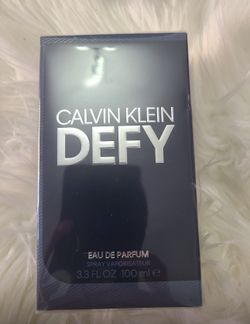 CALVIN KLEIN
DEFY
EAU DE PARFUM
SPRAY VAPORISATEUR
3.3 FL OZ 100 ml ℮